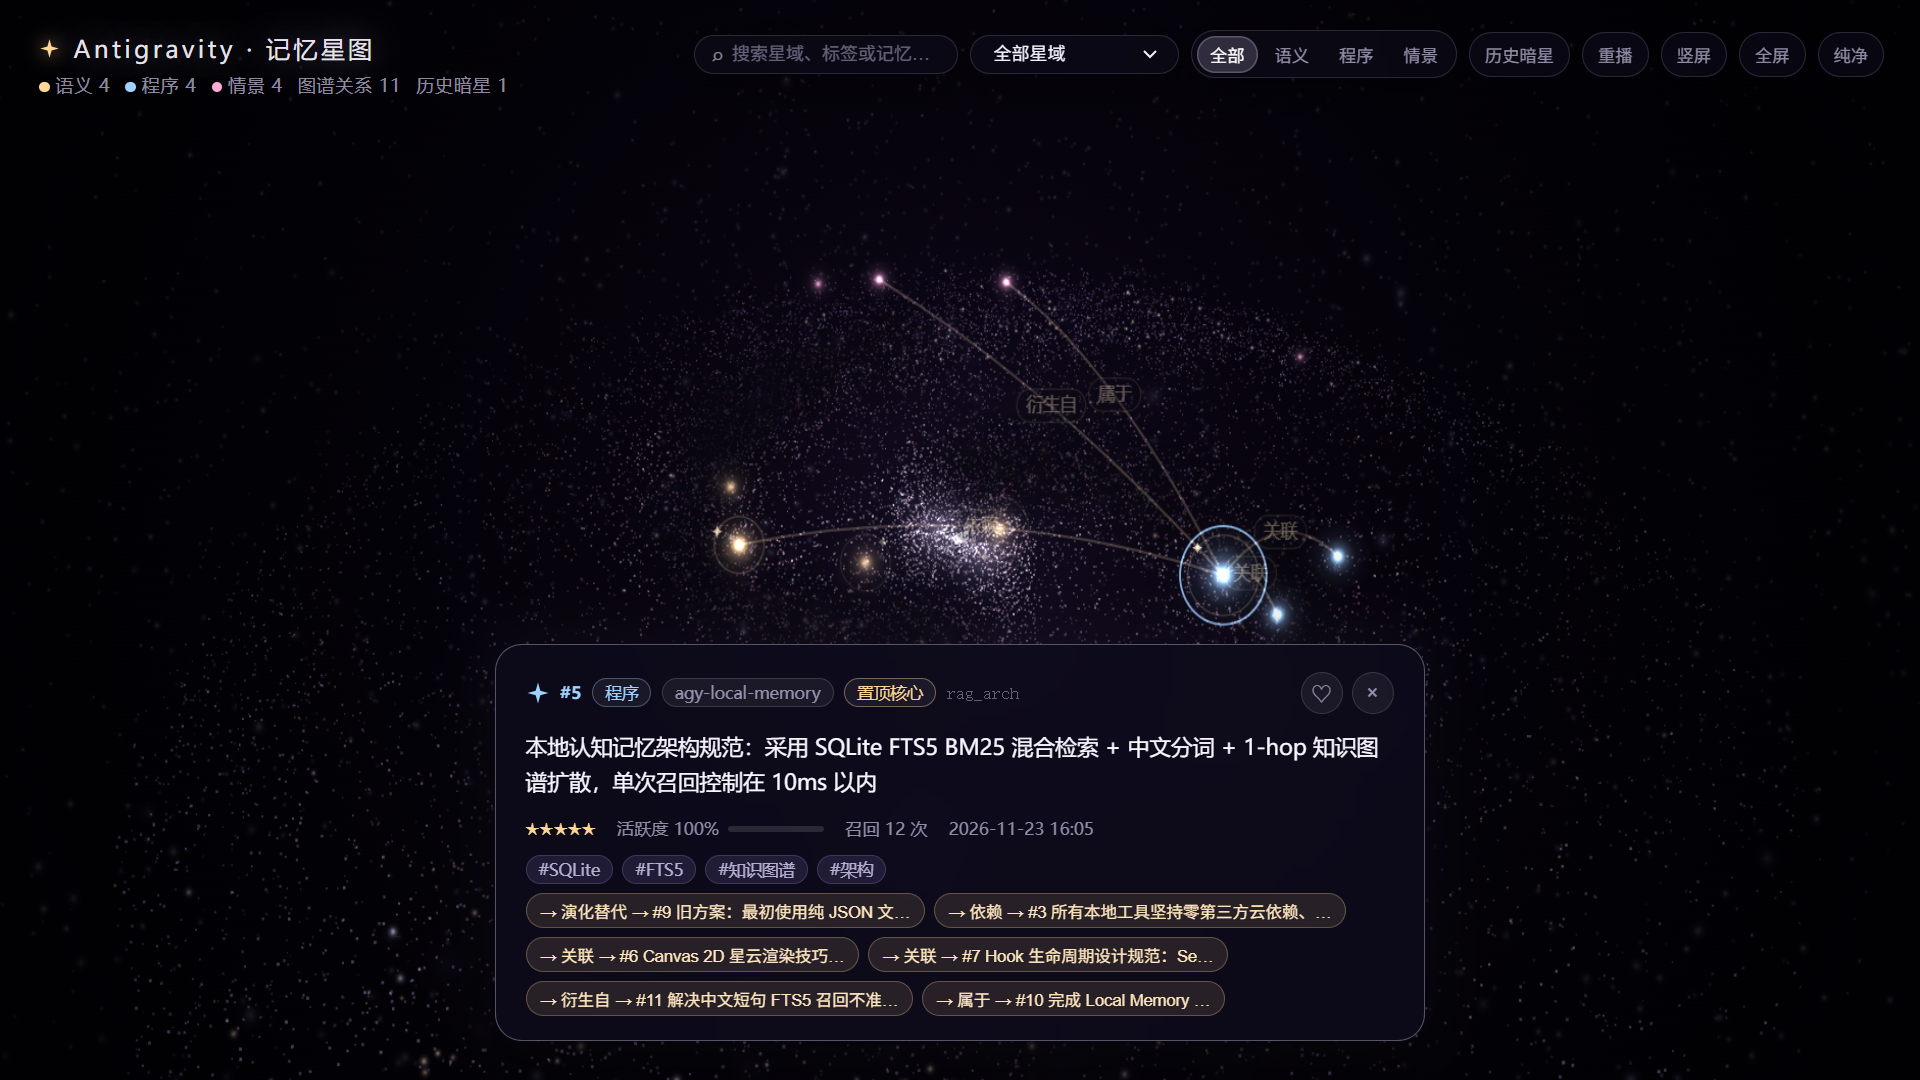 Antigravity · 记忆星图
语义 4 程序 4 情景 4 图谱关系 11 历史暗星 1
搜索星域、标签或记忆...
全部星域
全部 语义 程序 情景
历史暗星 重播 竖屏 全屏 纯净
属于
衍生自
关联
关联
#5 程序 agy-local-memory 置顶核心 rag_arch
本地认知记忆架构规范：采用 SQLite FTS5 BM25 混合检索 + 中文分词 + 1-hop 知识图
谱扩散，单次召回控制在 10ms 以内
★★★★★ 活跃度 100% 召回 12 次 2026-11-23 16:05
#SQLite #FTS5 #知识图谱 #架构
→ 演化替代 → #9 旧方案：最初使用纯 JSON 文... → 依赖 → #3 所有本地工具坚持零第三方云依赖、...
→ 关联 → #6 Canvas 2D 星云渲染技巧... → 关联 → #7 Hook 生命周期设计规范：Se...
→ 衍生自 → #11 解决中文短句 FTS5 召回不准... → 属于 → #10 完成 Local Memory ...